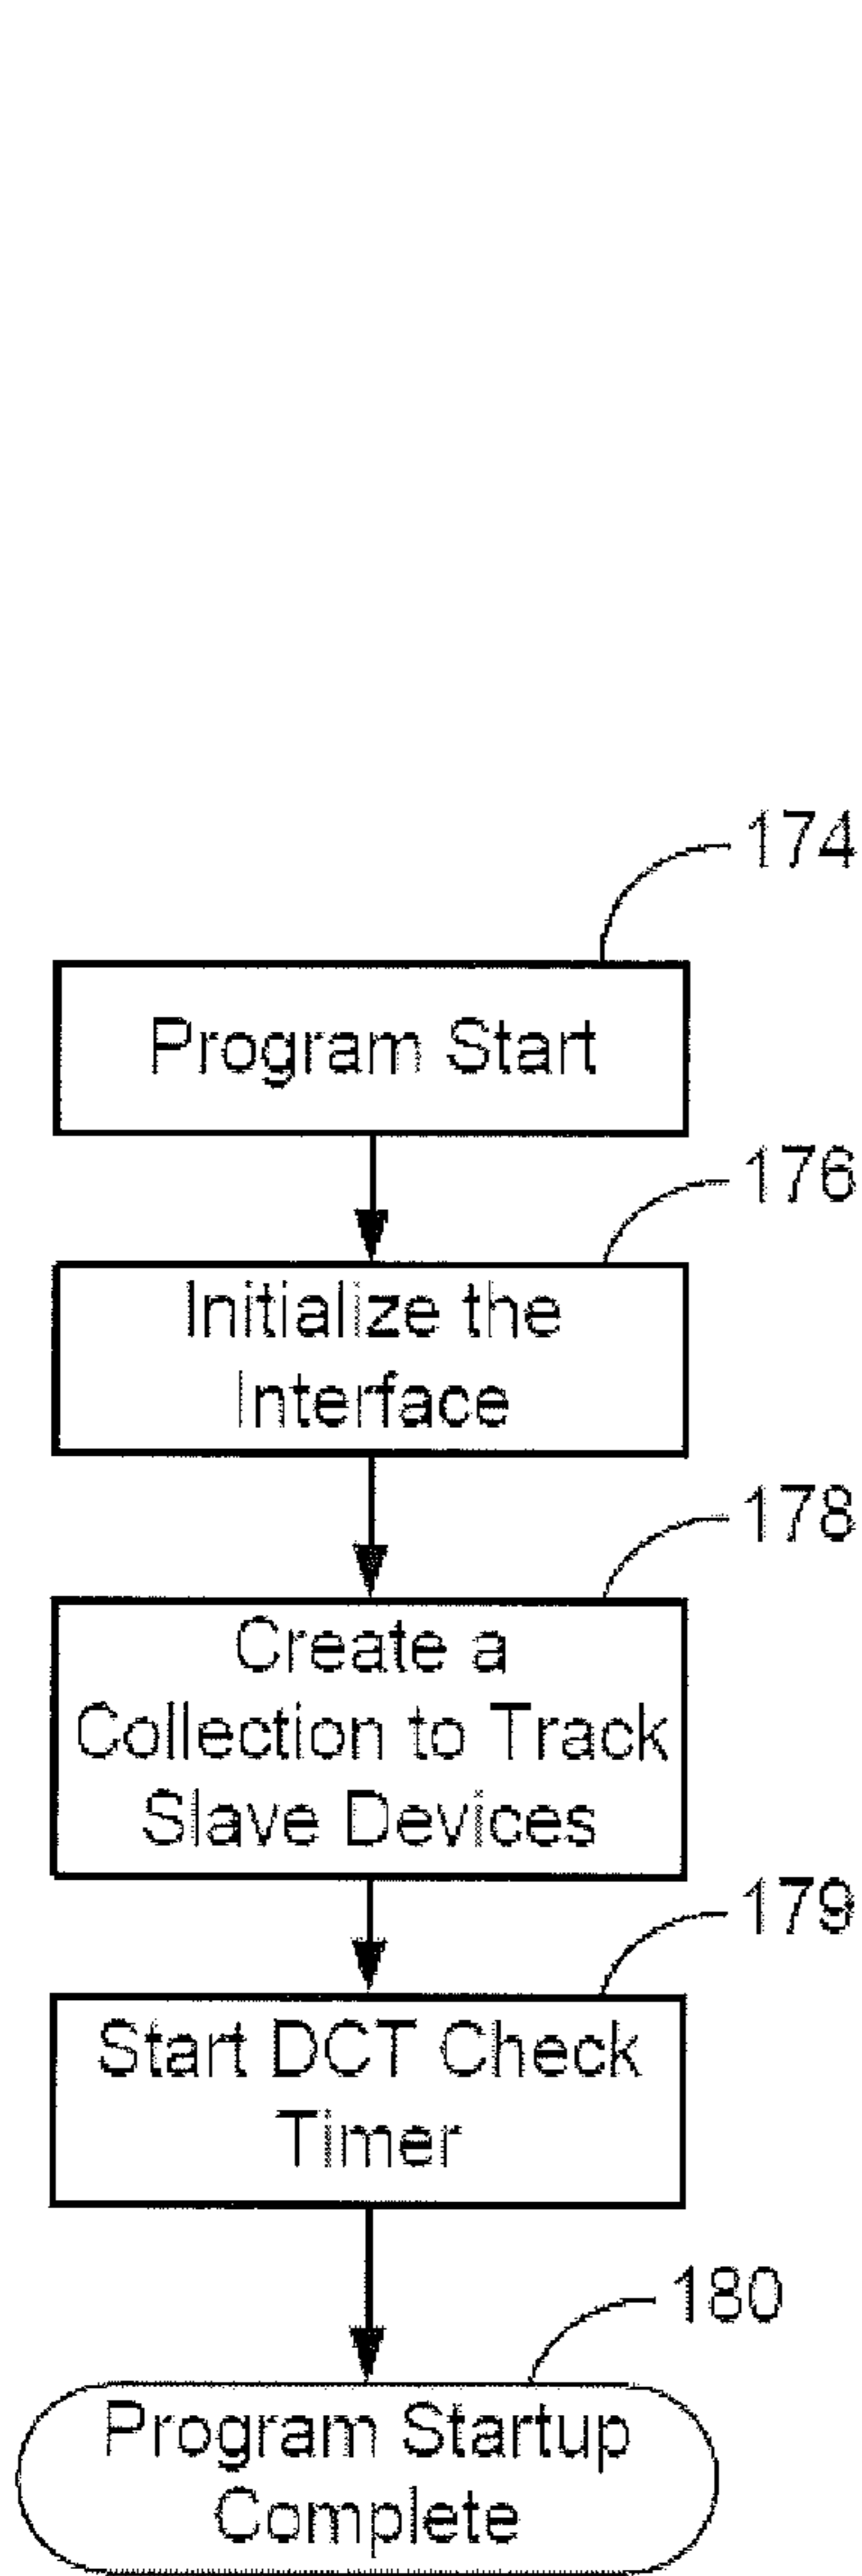 174
Program Start
176
Initialize the
Interface
178
Create a
Collection to Track
Slave Devices
179
Start DCT Check
Timer
180
Program Startup
Complete